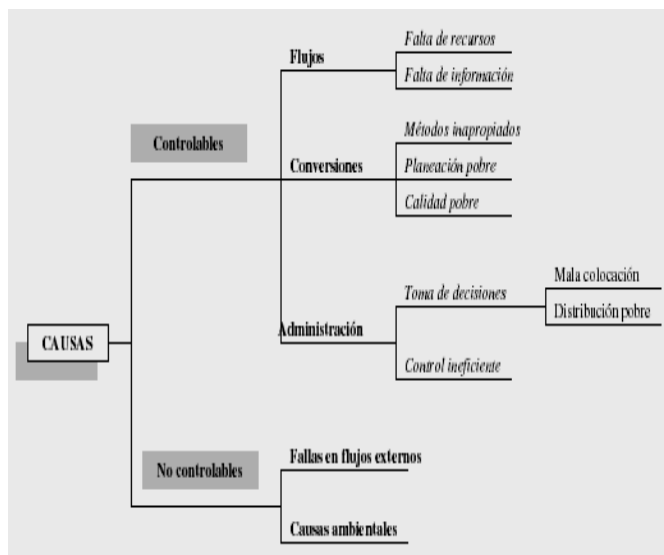 Falta de recursos
Flujos
Falta de información
Controlables
Métodos inapropiados
Conversiones
Planeación pobre
Calidad pobre
Mala colocación
Toma de decisiones
Distribución pobre
Administración
CAUSAS
Control ineficiente
Fallas en flujos externos
No controlables
Causas ambientales